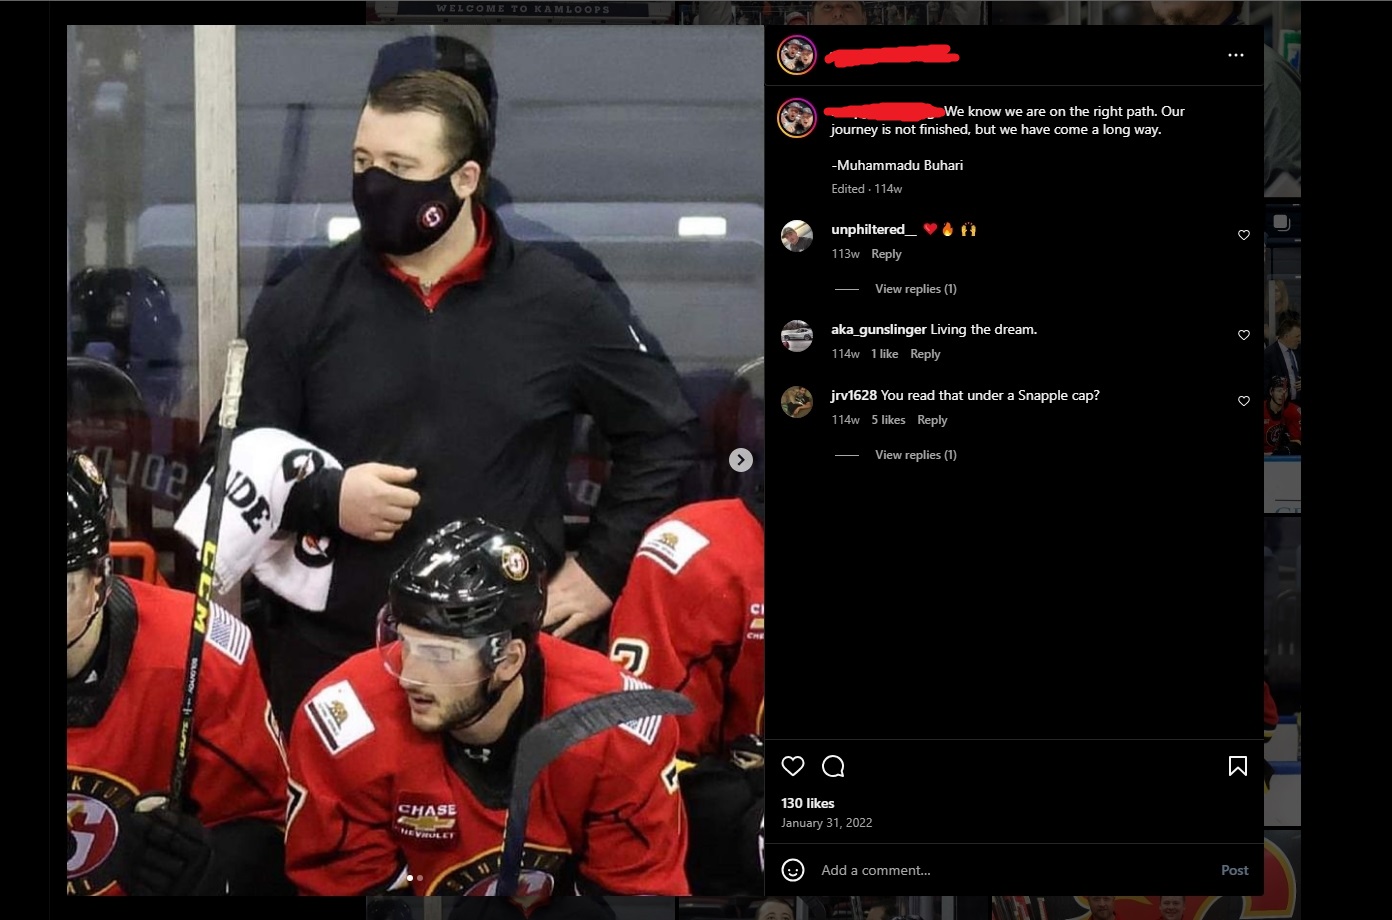 WELCOME TO KAMLOOPS
We know we are on the right path. Our
journey is not finished, but we have come a long way.
-Muhammadu Buhari
Edited · 114w
unphiltered__ ❤️🔥🙌
113w Reply
View replies (1)
aka_gunslinger Living the dream.
114w 1 like Reply
jrv1628 You read that under a Snapple cap?
114w 5 likes Reply
View replies (1)
130 likes
January 31, 2022
Add a comment...
Post
CCM
CHASE
CHEVROLET